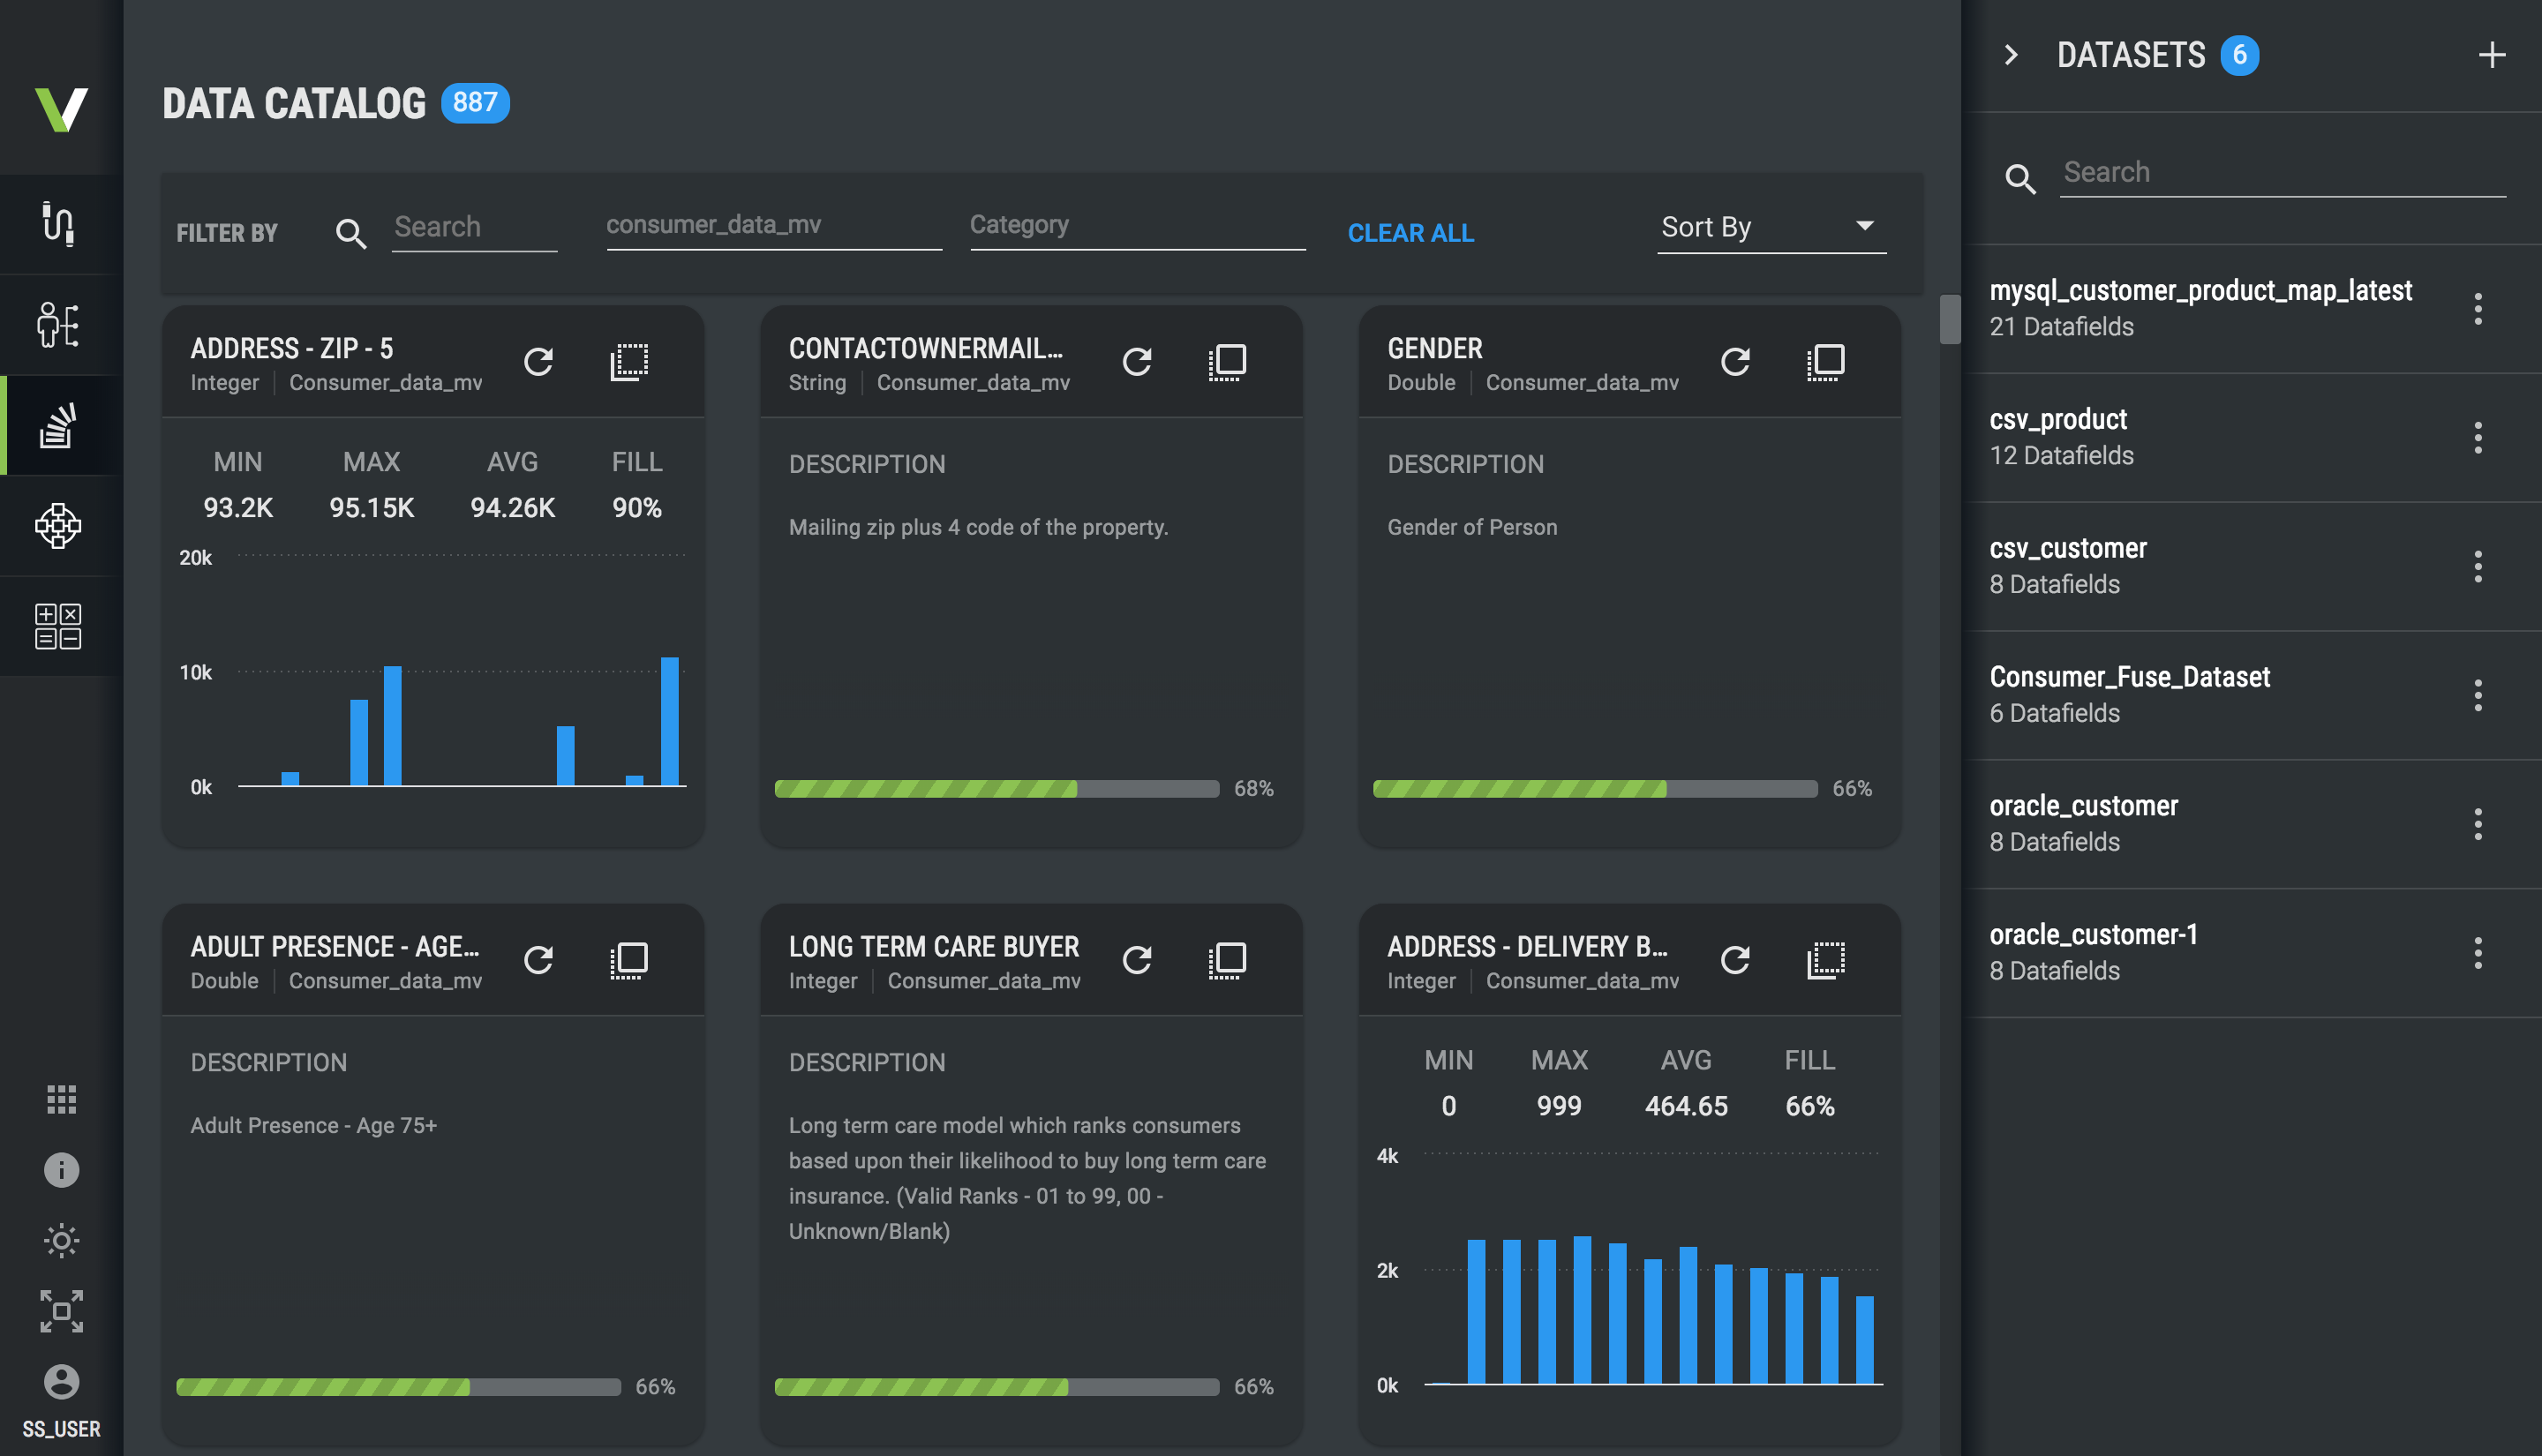 DATA CATALOG 887
FILTER BY Search consumer_data_mv Category CLEAR ALL Sort By
ADDRESS - ZIP - 5
Integer Consumer_data_mv
MIN MAX AVG FILL
93.2K 95.15K 94.26K 90%
20k
10k
0k
CONTACTOWNERMAIL...
String Consumer_data_mv
DESCRIPTION
Mailing zip plus 4 code of the property.
68%
GENDER
Double Consumer_data_mv
DESCRIPTION
Gender of Person
66%
ADULT PRESENCE - AGE...
Double Consumer_data_mv
DESCRIPTION
Adult Presence - Age 75+
66%
LONG TERM CARE BUYER
Integer Consumer_data_mv
DESCRIPTION
Long term care model which ranks consumers
based upon their likelihood to buy long term care
insurance. (Valid Ranks - 01 to 99, 00 -
Unknown/Blank)
66%
ADDRESS - DELIVERY B...
Integer Consumer_data_mv
MIN MAX AVG FILL
0 999 464.65 66%
4k
2k
0k
DATASETS 6
Search
mysql_customer_product_map_latest
21 Datafields
csv_product
12 Datafields
csv_customer
8 Datafields
Consumer_Fuse_Dataset
6 Datafields
oracle_customer
8 Datafields
oracle_customer-1
8 Datafields
SS_USER